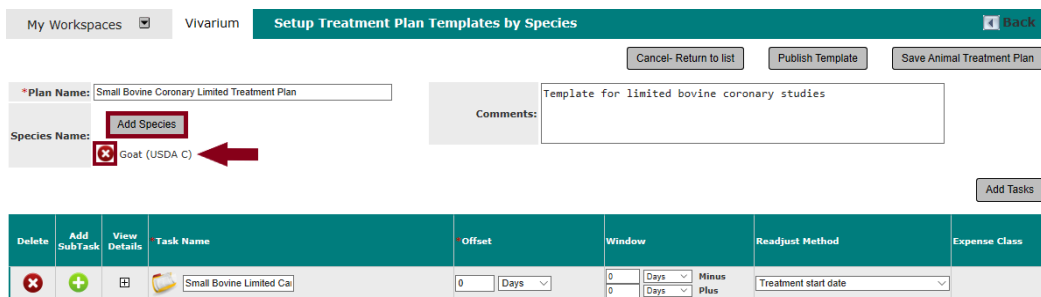 My Workspaces Vivarium Setup Treatment Plan Templates by Species Back
Cancel- Return to list Publish Template Save Animal Treatment Plan
*Plan Name: Small Bovine Coronary Limited Treatment Plan
Comments: Template for limited bovine coronary studies
Species Name: Add Species
Goat (USDA C)
Add Tasks
Delete Add SubTask View Details *Task Name *Offset Window Readjust Method Expense Class
Small Bovine Limited Cai 0 Days 0 Days Minus Treatment start date
0 Days Plus